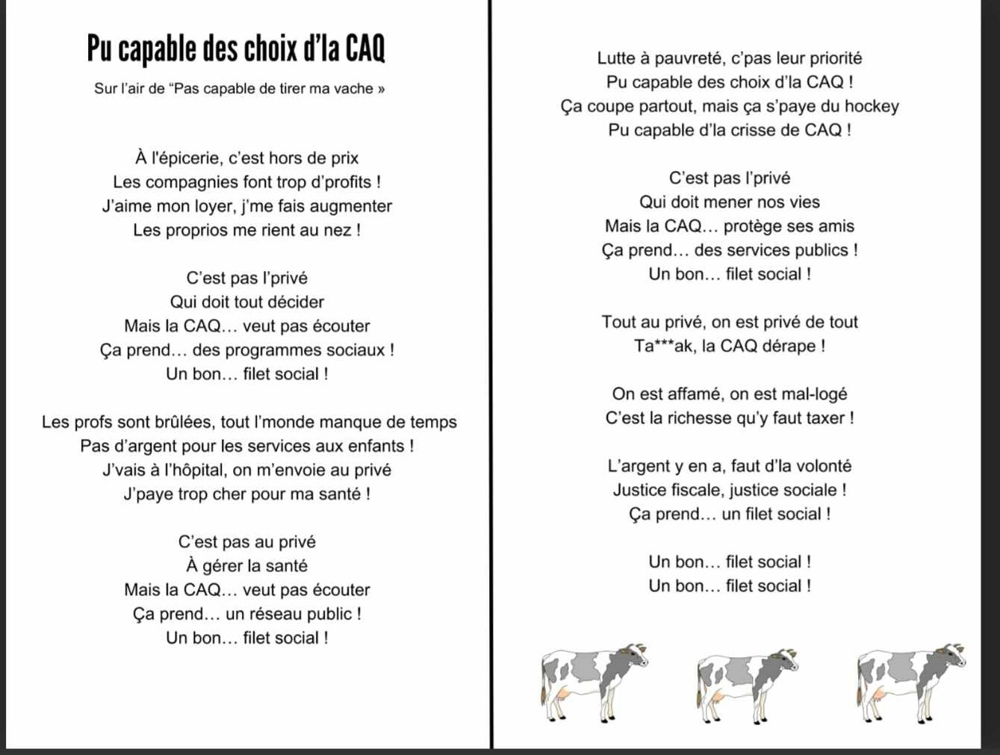 Pu capable des choix d’la CAQ
Sur l’air de “Pas capable de tirer ma vache »
À l'épicerie, c’est hors de prix
Les compagnies font trop d’profits !
J’aime mon loyer, j’me fais augmenter
Les proprios me rient au nez !
C’est pas l’privé
Qui doit tout décider
Mais la CAQ… veut pas écouter
Ça prend… des programmes sociaux !
Un bon… filet social !
Les profs sont brûlées, tout l’monde manque de temps
Pas d’argent pour les services aux enfants !
J’vais à l’hôpital, on m’envoie au privé
J’paye trop cher pour ma santé !
C’est pas au privé
À gérer la santé
Mais la CAQ… veut pas écouter
Ça prend… un réseau public !
Un bon… filet social !
Lutte à pauvreté, c’pas leur priorité
Pu capable des choix d’la CAQ !
Ça coupe partout, mais ça s’paye du hockey
Pu capable d’la crisse de CAQ !
C’est pas l’privé
Qui doit mener nos vies
Mais la CAQ… protège ses amis
Ça prend… des services publics !
Un bon… filet social !
Tout au privé, on est privé de tout
Ta***ak, la CAQ dérape !
On est affamé, on est mal-logé
C’est la richesse qu’y faut taxer !
L’argent y en a, faut d’la volonté
Justice fiscale, justice sociale !
Ça prend… un filet social !
Un bon… filet social !
Un bon… filet social !